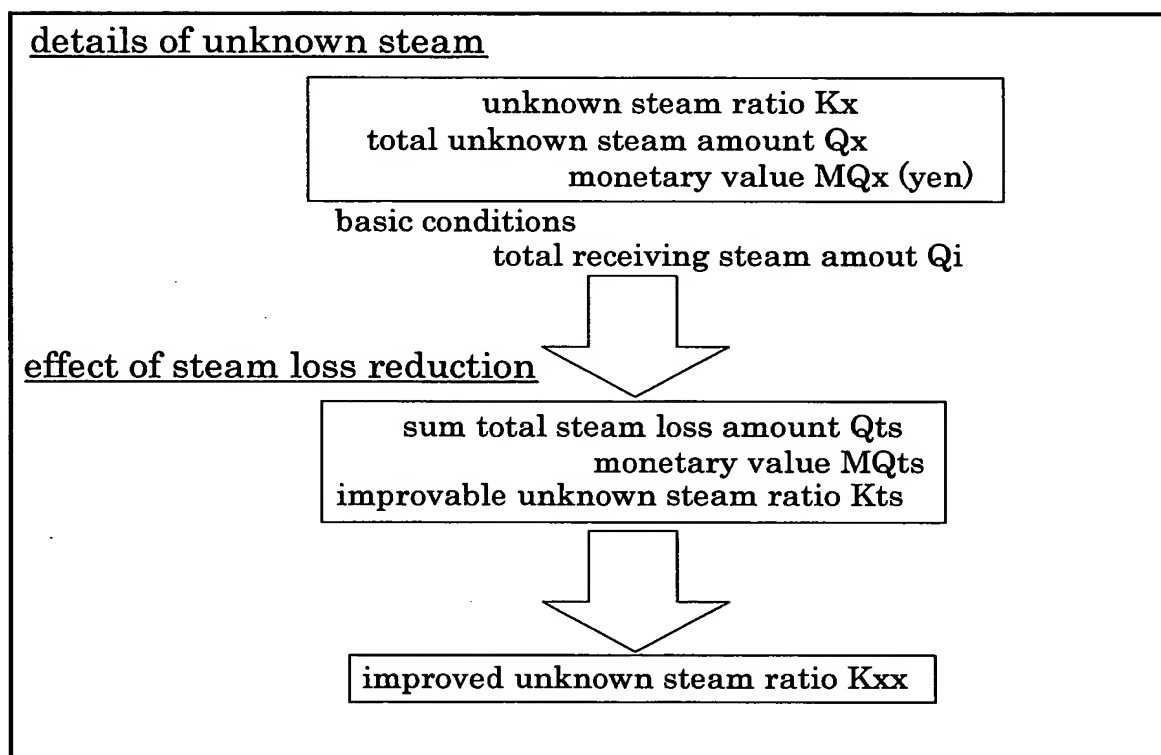 details of unknown steam
unknown steam ratio Kx
total unknown steam amount Qx
monetary value MQx (yen)
basic conditions
total receiving steam amout Qi
effect of steam loss reduction
sum total steam loss amount Qts
monetary value MQts
improvable unknown steam ratio Kts
improved unknown steam ratio Kxx